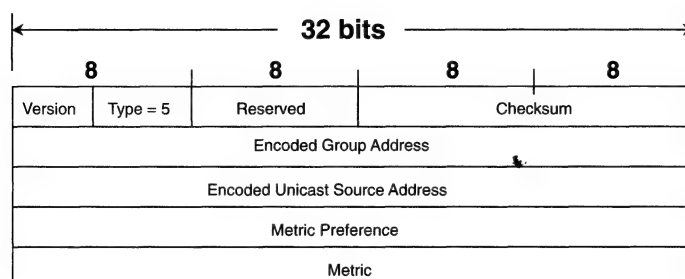 32 bits
8 8 8 8
Version Type = 5 Reserved Checksum
Encoded Group Address
Encoded Unicast Source Address
Metric Preference
Metric